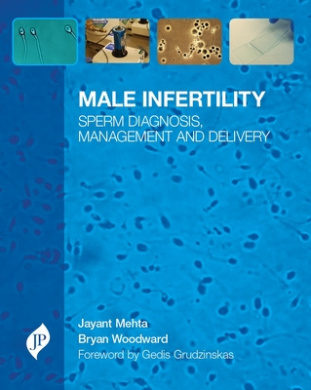 MALE INFERTILITY
SPERM DIAGNOSIS,
MANAGEMENT AND DELIVERY
Jayant Mehta
Bryan Woodward
Foreword by Gedis Grudzinskas
JP